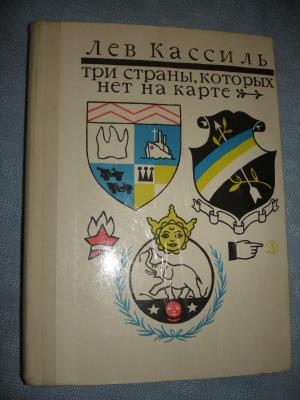 Лев Кассиль
три страны, которых
нет на карте